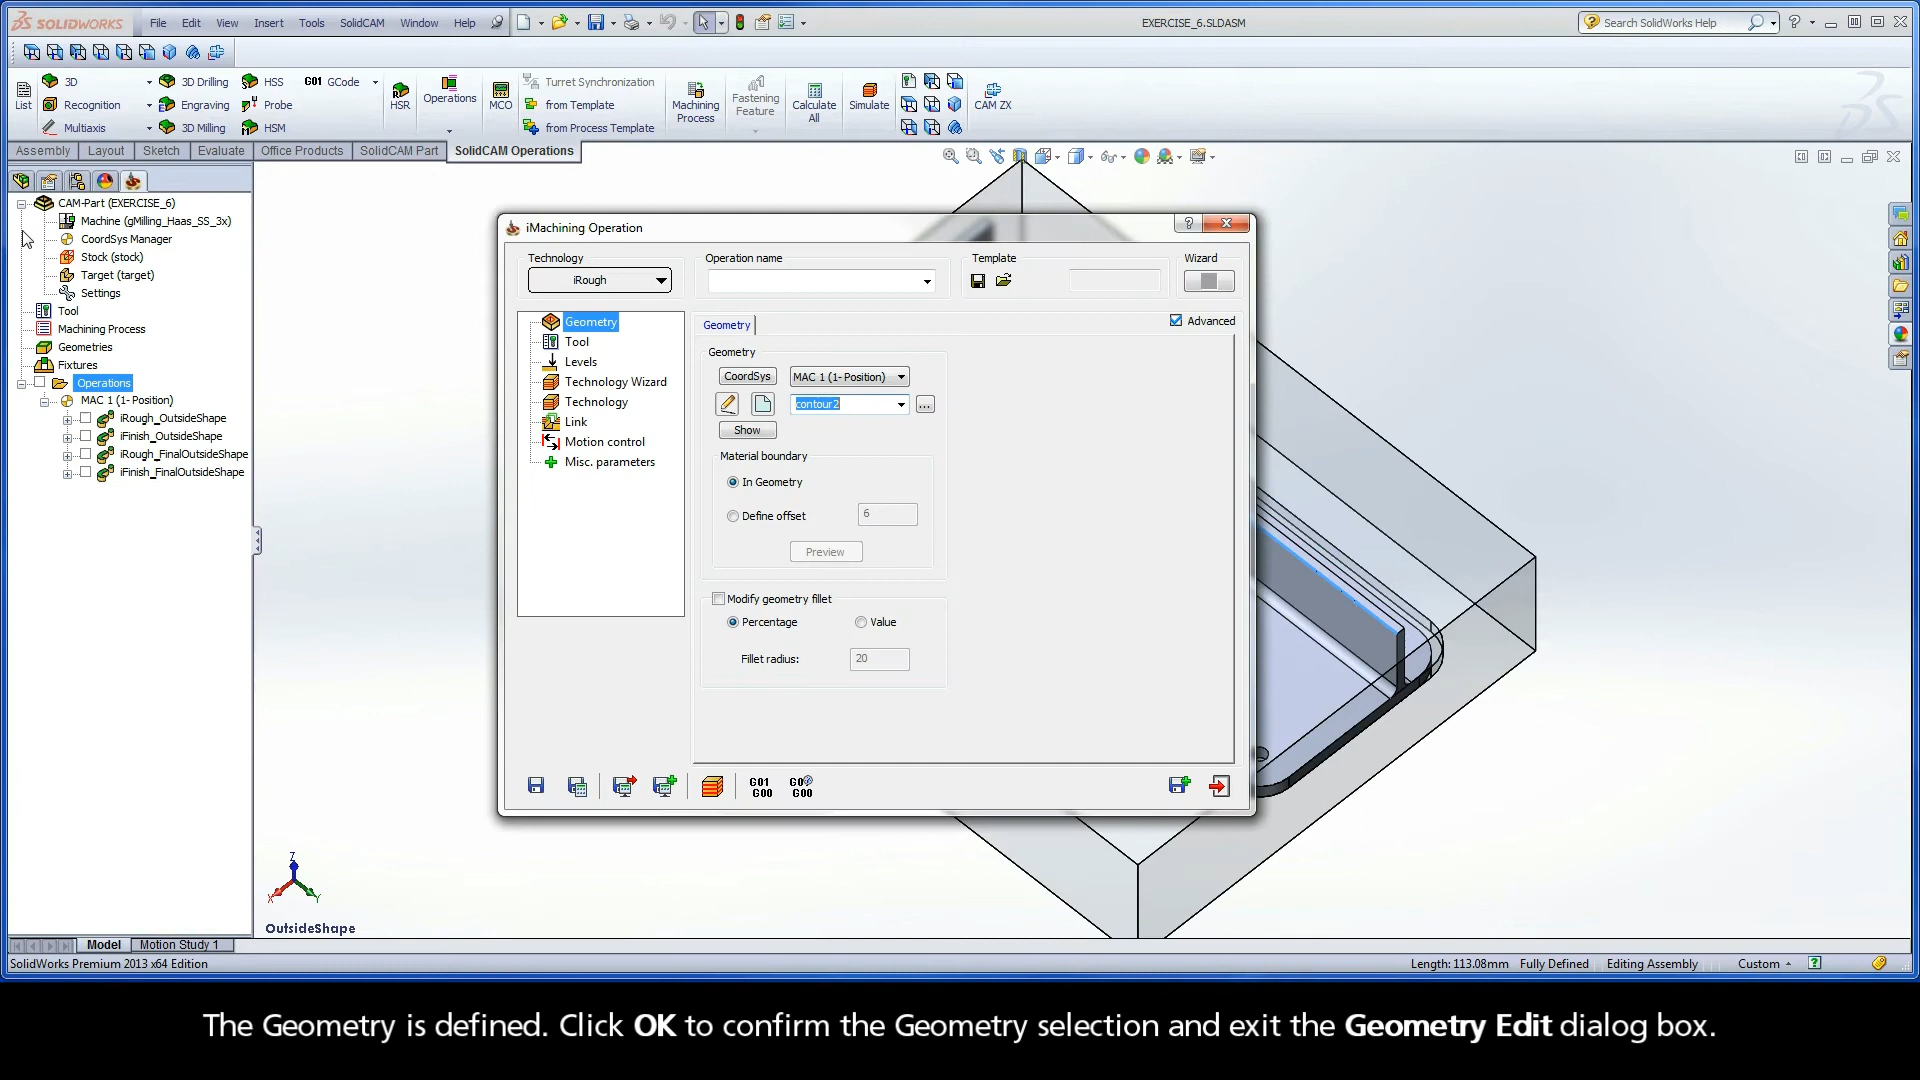 SOLIDWORKS File Edit View Insert Tools SolidCAM Window Help EXERCISE_6.SLDASM Search SolidWorks Help
List 3D 3D Drilling HSS G01 GCode HSR Operations MCO Turret Synchronization Machining Process Fastening Feature Calculate All Simulate CAM ZX
Recognition Engraving Probe from Template
Multiaxis 3D Milling HSM from Process Template
Assembly Layout Sketch Evaluate Office Products SolidCAM Part SolidCAM Operations
CAM-Part (EXERCISE_6)
Machine (gMilling_Haas_SS_3x)
CoordSys Manager
Stock (stock)
Target (target)
Settings
Tool
Machining Process
Geometries
Fixtures
Operations
MAC 1 (1- Position)
iRough_OutsideShape
iFinish_OutsideShape
iRough_FinalOutsideShape
iFinish_FinalOutsideShape
iMachining Operation
Technology Operation name Template Wizard
iRough
Geometry
Tool
Levels
Technology Wizard
Technology
Link
Motion control
Misc. parameters
Geometry Advanced
Geometry
CoordSys MAC 1 (1- Position)
contour2 ...
Show
Material boundary
In Geometry
Define offset 6
Preview
Modify geometry fillet
Percentage Value
Fillet radius: 20
G01 G00 G00
Z
X Y
OutsideShape
Model Motion Study 1
SolidWorks Premium 2013 x64 Edition Length: 113.08mm Fully Defined Editing Assembly Custom
The Geometry is defined. Click OK to confirm the Geometry selection and exit the Geometry Edit dialog box.